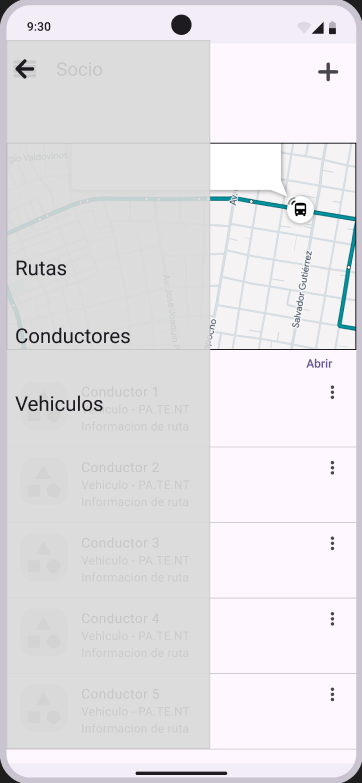 9:30
Socio
Av
Salvador Gutiérrez
Rutas
Conductores
Abrir
Conductor 1
Vehiculos
Vehiculo - PA.TE.NT
Informacion de ruta
Conductor 2
Vehiculo - PA.TE.NT
Informacion de ruta
Conductor 3
Vehiculo - PA.TE.NT
Informacion de ruta
Conductor 4
Vehiculo - PA.TE.NT
Informacion de ruta
Conductor 5
Vehiculo - PA.TE.NT
Informacion de ruta